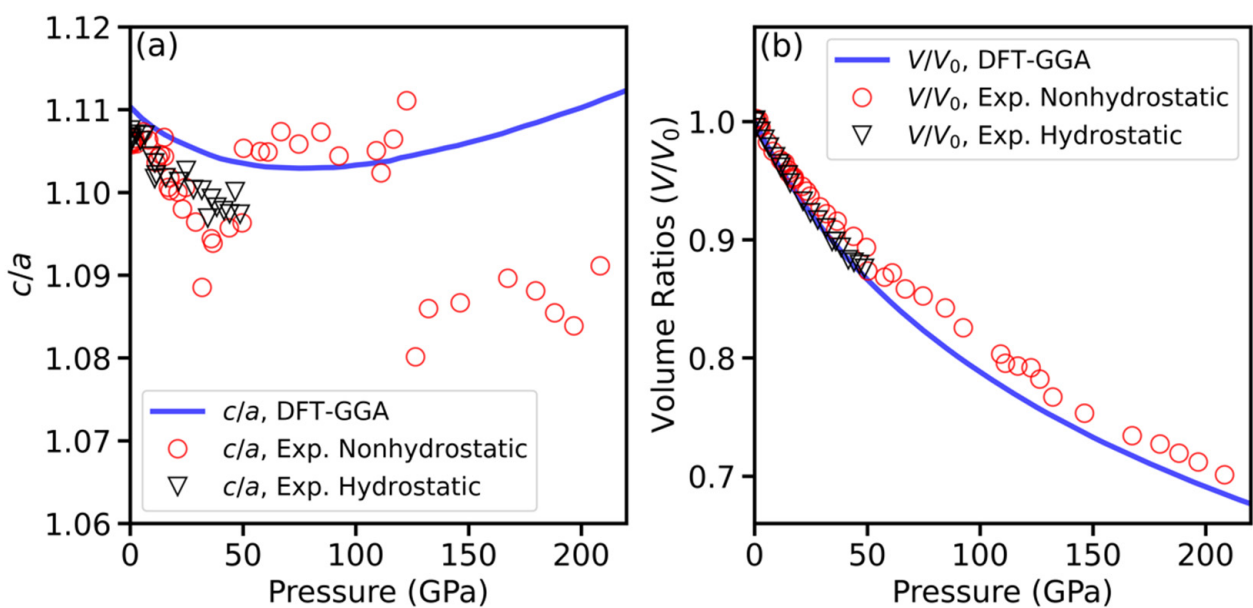 (a)
1.12
1.11
1.10
1.09
1.08
1.07
1.06
c/a
c/a, DFT-GGA
c/a, Exp. Nonhydrostatic
c/a, Exp. Hydrostatic
0 50 100 150 200
Pressure (GPa)
(b)
V/V₀, DFT-GGA
V/V₀, Exp. Nonhydrostatic
V/V₀, Exp. Hydrostatic
1.0
0.9
0.8
0.7
Volume Ratios (V/V₀)
0 50 100 150 200
Pressure (GPa)